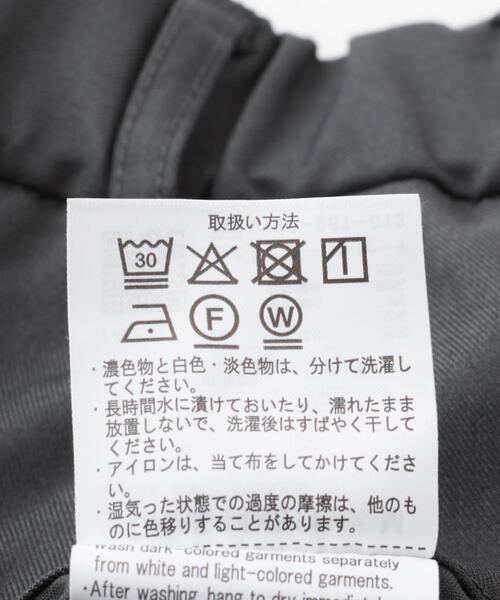 取扱い方法
30
F W
・濃色物と白色・淡色物は、分けて洗濯し
てください。
・長時間水に漬けておいたり、濡れたまま
放置しないで、洗濯後はすばやく干して
ください。
・アイロンは、当て布をしてかけてくださ
い。
・湿気った状態での過度の摩擦は、他のも
のに色移りすることがあります。
wash dark-colored garments separately
from white and light-colored garments.
・After washing, hang to dry immediately